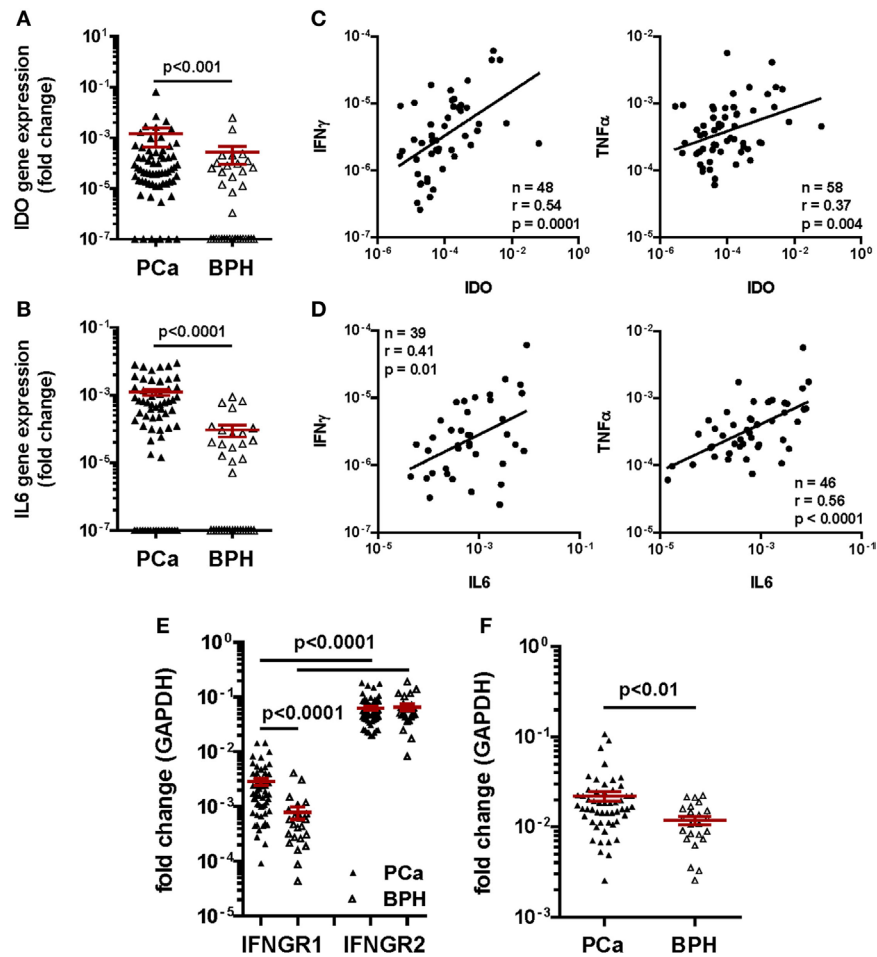 A
IDO gene expression
(fold change)
10^1
10^-1
10^-3
10^-5
10^-7
p<0.001
PCa BPH
C
IFNγ
10^-4
10^-5
10^-6
10^-7
n = 48
r = 0.54
p = 0.0001
10^-6 10^-4 10^-2 10^0
IDO
TNFα
10^-2
10^-3
10^-4
10^-5
n = 58
r = 0.37
p = 0.004
10^-6 10^-4 10^-2 10^0
IDO
B
IL6 gene expression
(fold change)
10^-1
10^-3
10^-5
10^-7
p<0.0001
PCa BPH
D
IFNγ
10^-4
10^-5
10^-6
10^-7
n = 39
r = 0.41
p = 0.01
10^-5 10^-3 10^-1
IL6
TNFα
10^-2
10^-3
10^-4
10^-5
n = 46
r = 0.56
p < 0.0001
10^-5 10^-3 10^-1
IL6
E
fold change (GAPDH)
10^0
10^-1
10^-2
10^-3
10^-4
10^-5
p<0.0001
p<0.0001
PCa
BPH
IFNGR1 IFNGR2
F
fold change (GAPDH)
10^0
10^-1
10^-2
10^-3
p<0.01
PCa BPH